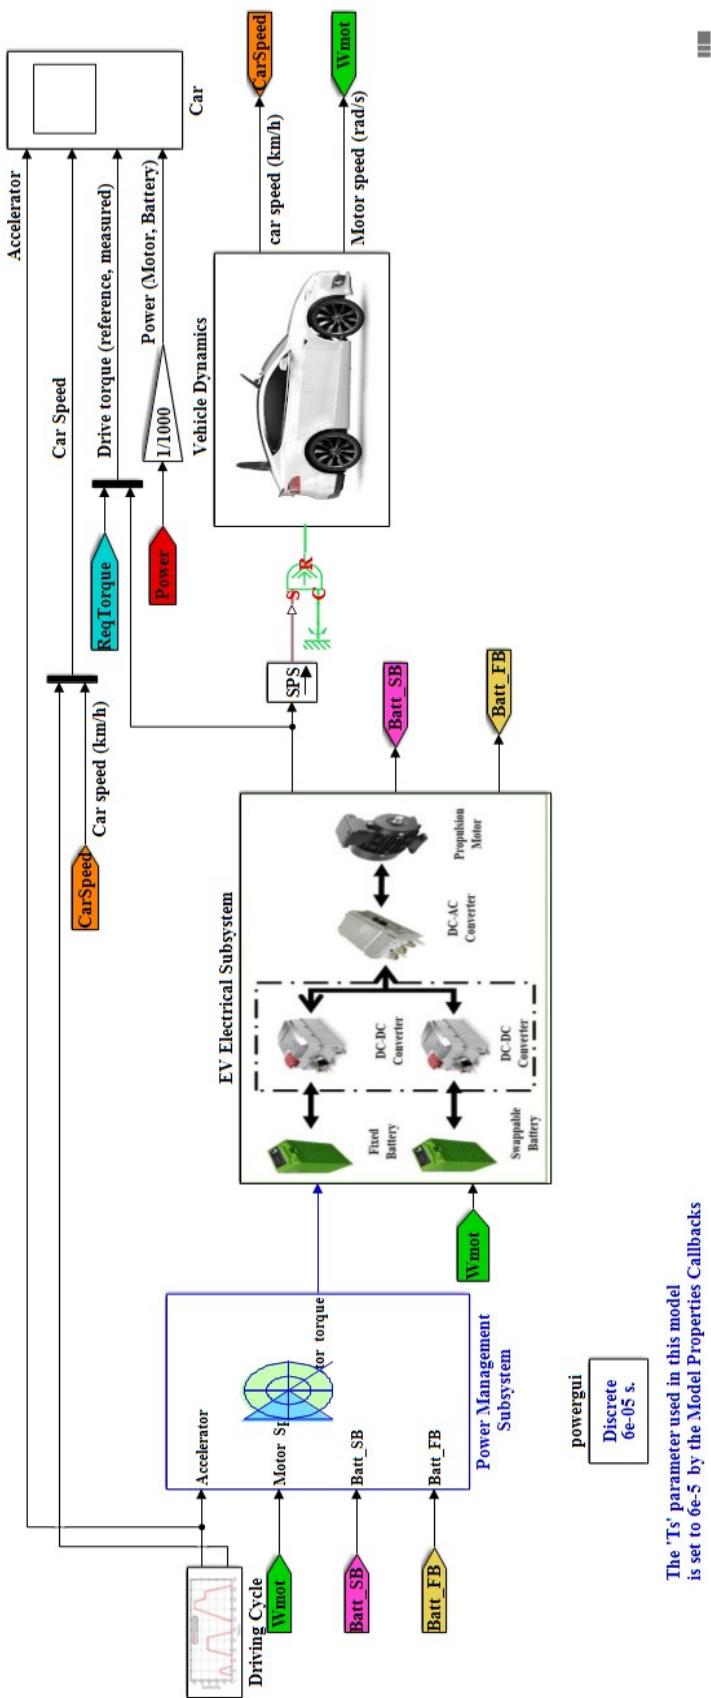 Accelerator
Car Speed
Drive torque (reference, measured)
Power (Motor, Battery)
Car
CarSpeed
Car speed (km/h)
ReqTorque
Power
1/1000
Driving Cycle
Accelerator
Motor Sp
tor torque
Batt_SB
Batt_FB
Power Management
Subsystem
Wmot
Batt_SB
Batt_FB
EV Electrical Subsystem
Fixed
Battery
DC-DC
Converter
Swappable
Battery
DC-DC
Converter
DC-AC
Converter
Propulsion
Motor
Wmot
SPS
S
R
C
Batt_SB
Batt_FB
Vehicle Dynamics
car speed (km/h)
CarSpeed
Motor speed (rad/s)
Wmot
powergui
Discrete
6e-05 s.
The 'Ts' parameter used in this model
is set to 6e-5 by the Model Properties Callbacks